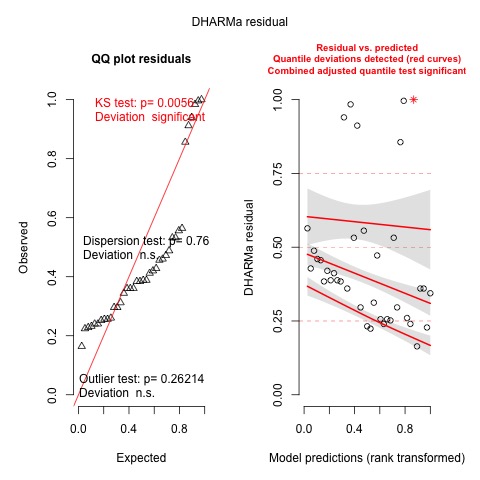 DHARMa residual
QQ plot residuals
KS test: p= 0.0056
Deviation significant
Dispersion test: p= 0.76
Deviation n.s.
Outlier test: p= 0.26214
Deviation n.s.
Observed
0.0
0.2
0.4
0.6
0.8
1.0
0.0
0.4
0.8
Expected
Residual vs. predicted
Quantile deviations detected (red curves)
Combined adjusted quantile test significant
DHARMa residual
0.00
0.25
0.50
0.75
1.00
0.0
0.4
0.8
Model predictions (rank transformed)